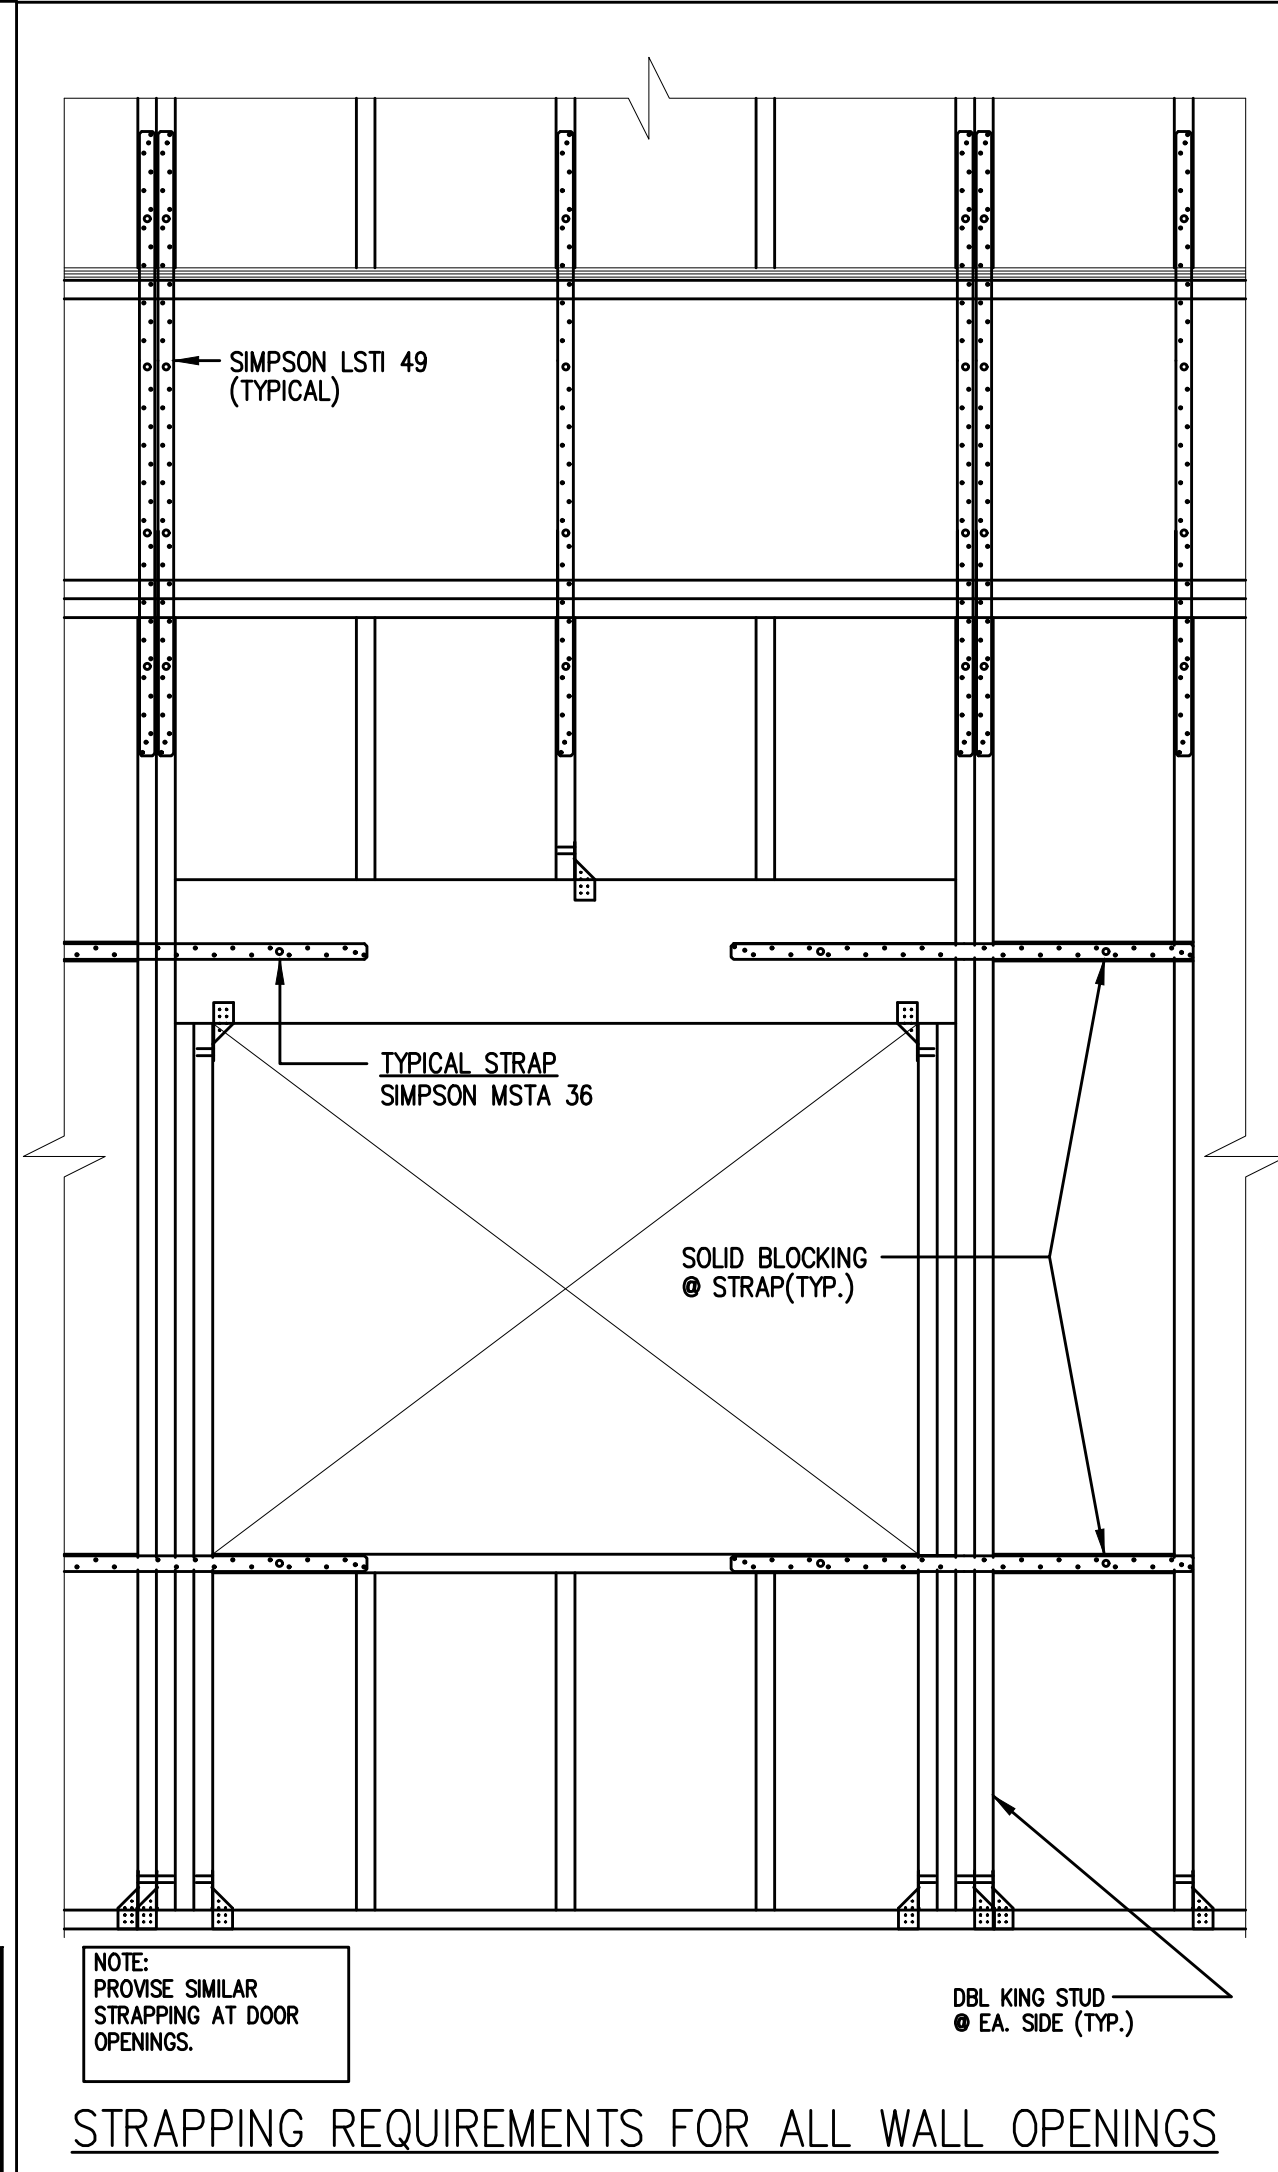 SIMPSON LSTI 49
(TYPICAL)
TYPICAL STRAP
SIMPSON MSTA 36
SOLID BLOCKING
@ STRAP(TYP.)
NOTE:
PROVISE SIMILAR
STRAPPING AT DOOR
OPENINGS.
DBL KING STUD
@ EA. SIDE (TYP.)
STRAPPING REQUIREMENTS FOR ALL WALL OPENINGS